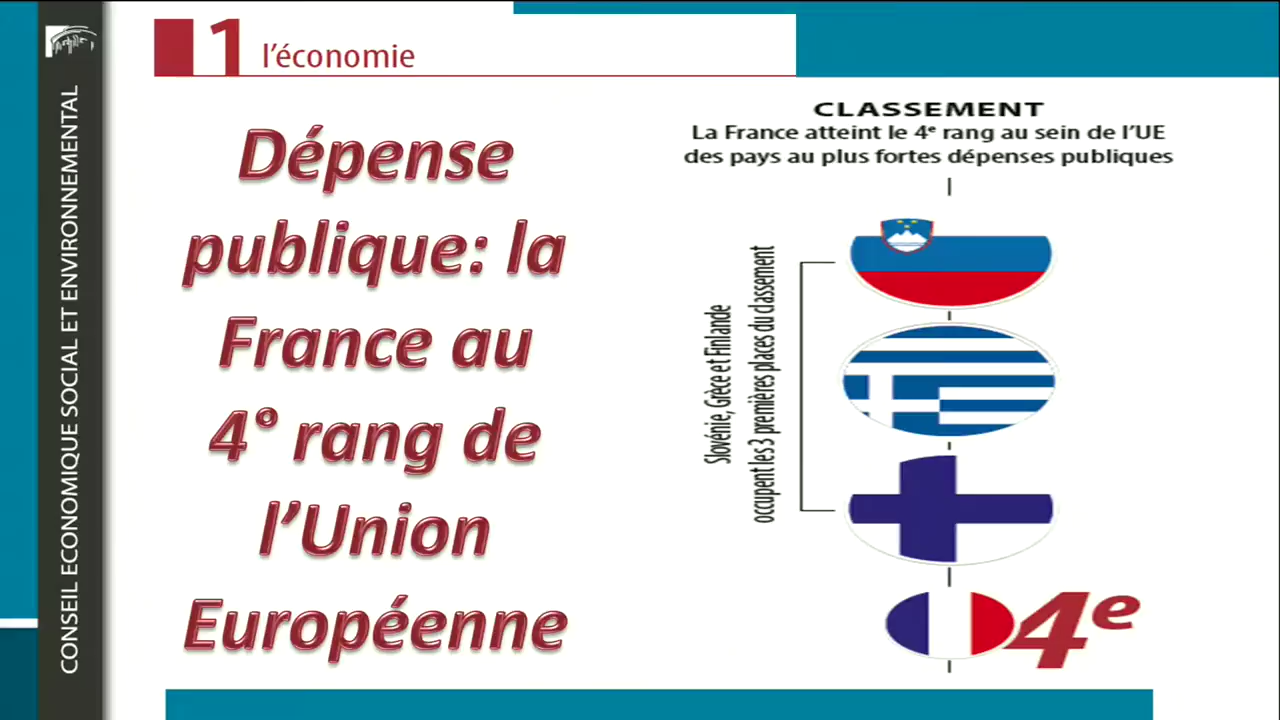 CONSEIL ECONOMIQUE SOCIAL ET ENVIRONNEMENTAL
1 l'économie
Dépense
publique: la
France au
4° rang de
l'Union
Européenne
CLASSEMENT
La France atteint le 4e rang au sein de l'UE
des pays au plus fortes dépenses publiques
Slovénie, Grèce et Finlande
occupent les 3 premières places du classement
4e